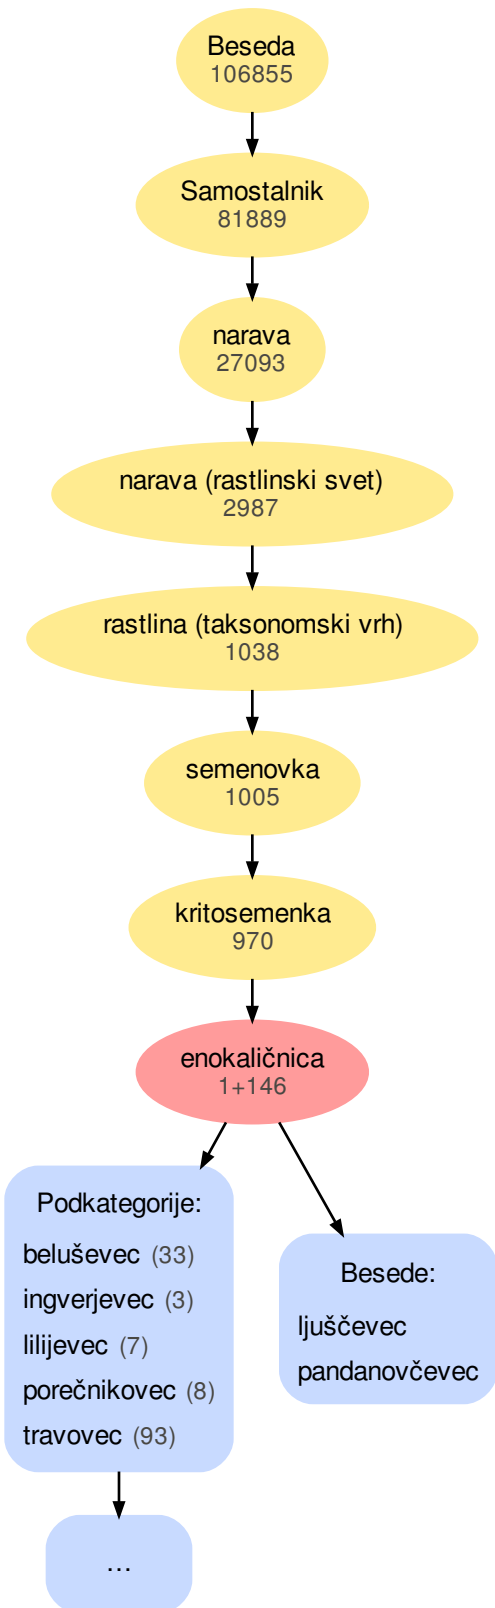 Beseda
106855
Samostalnik
81889
narava
27093
narava (rastlinski svet)
2987
rastlina (taksonomski vrh)
1038
semenovka
1005
kritosemenka
970
enokaličnica
1+146
Podkategorije:
beluševec (33)
ingverjevec (3)
lilijevec (7)
porečnikovec (8)
travovec (93)
Besede:
ljuščevec
pandanovčevec
...